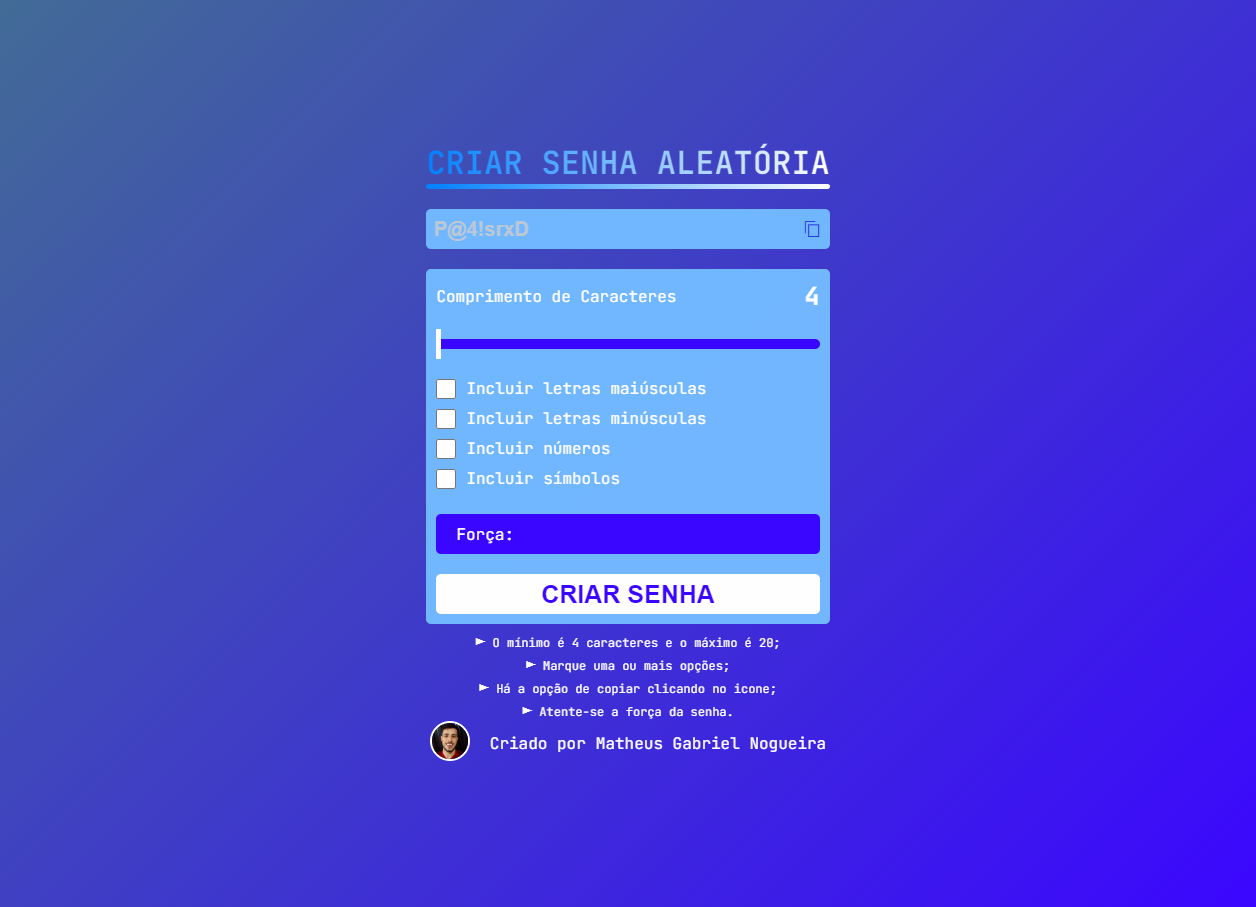 CRIAR SENHA ALEATÓRIA
P@4!srxD
Comprimento de Caracteres 4
Incluir letras maiúsculas
Incluir letras minúsculas
Incluir números
Incluir símbolos
Força:
CRIAR SENHA
► O mínimo é 4 caracteres e o máximo é 20;
► Marque uma ou mais opções;
► Há a opção de copiar clicando no icone;
► Atente-se a força da senha.
Criado por Matheus Gabriel Nogueira